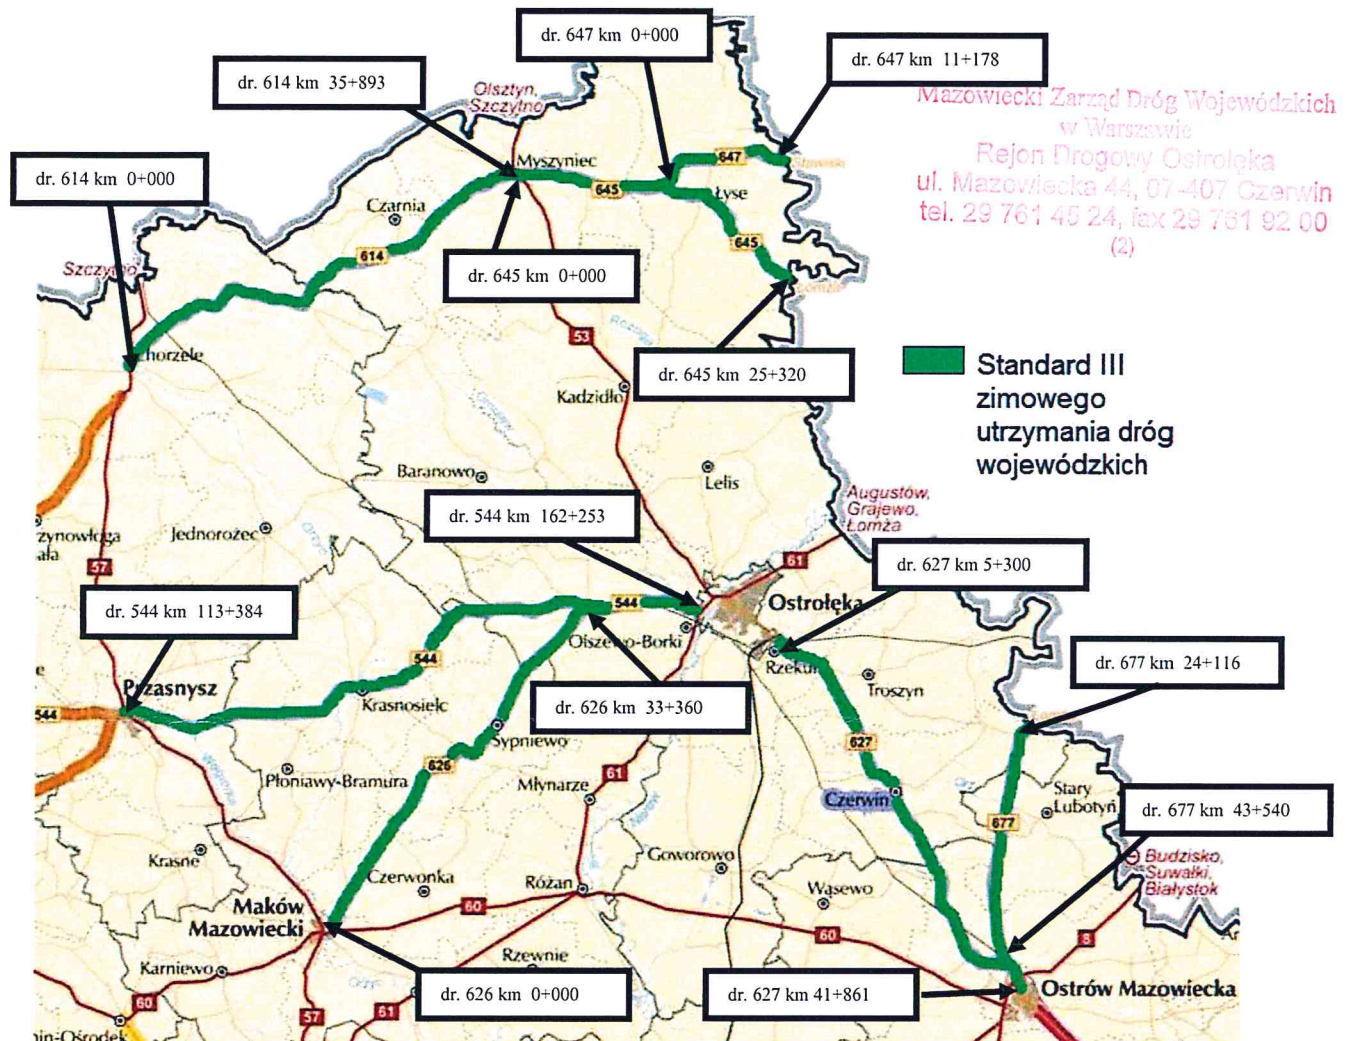 dr. 647 km 0+000
dr. 647 km 11+178
dr. 614 km 35+893
Olsztyn,
Szczytno
Mazowiecki Zarząd Dróg Wojewódzkich
w Warszawie
Rejon Drogowy Ostrołęka
ul. Mazowiecka 44, 07-407 Czerwin
tel. 29 761 45 24, fax 29 761 92 00
(2)
dr. 614 km 0+000
Myszyniec
647
645
Łyse
Czarnia
645
614
dr. 645 km 0+000
Szczytno
Łomża
53
Rozoga
Chorzele
dr. 645 km 25+320
Standard III
zimowego
utrzymania dróg
wojewódzkich
Kadzidło
Omulew
Baranowo
Lelis
Augustów,
Grajewo,
Łomża
dr. 544 km 162+253
Jednorożec
Orzyc
57
61
dr. 627 km 5+300
dr. 544 km 113+384
544
Ostrołęka
Olszewo-Borki
544
Rzekuń
dr. 677 km 24+116
Troszyn
Przasnysz
544
Krasnosielc
dr. 626 km 33+360
Sypniewo
627
626
61
Płoniawy-Bramura
Młynarze
Narew
Czerwin
Stary
Lubotyń
dr. 677 km 43+540
677
Krasne
Goworowo
Budzisko,
Suwałki,
Białystok
Czerwonka
Różan
Wąsewo
Maków
Mazowiecki
60
60
8
Rzewnie
Karniewo
dr. 626 km 0+000
dr. 627 km 41+861
Ostrów Mazowiecka
60
57
61